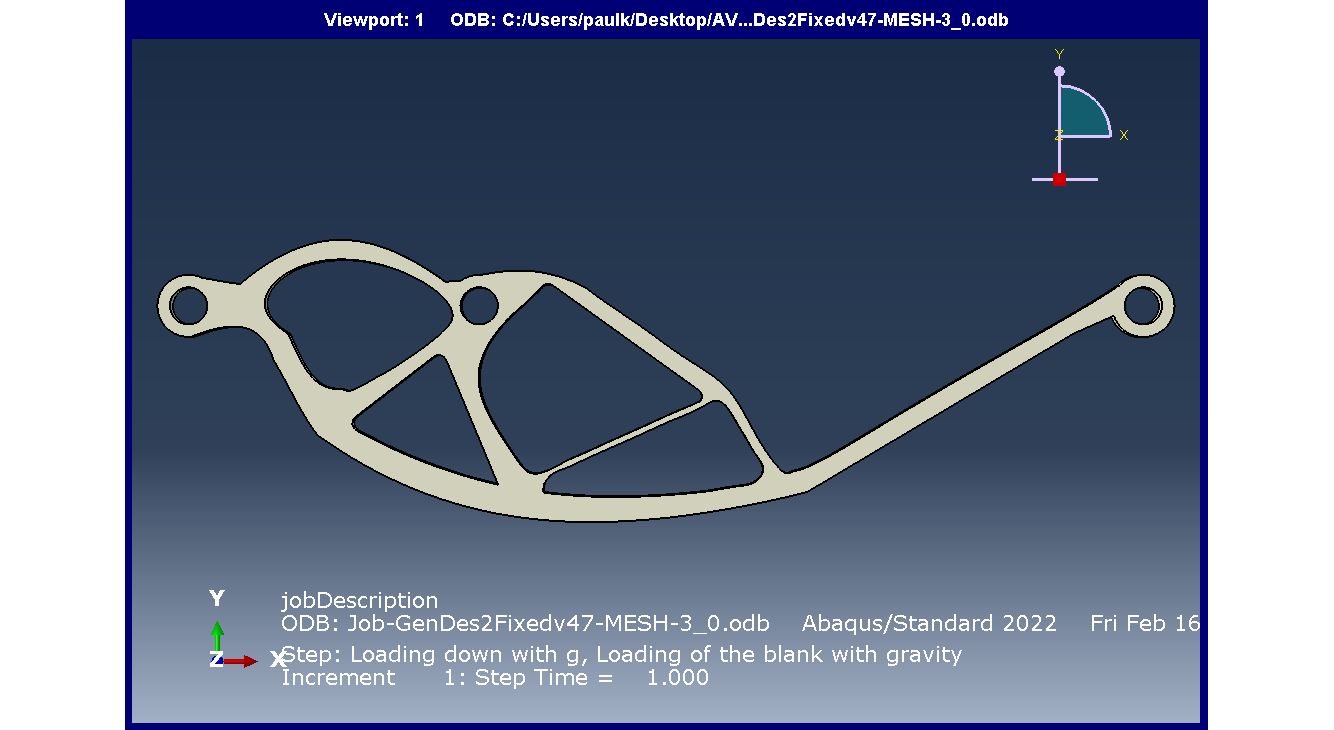 Viewport: 1 ODB: C:/Users/paulk/Desktop/AV...Des2Fixedv47-MESH-3_0.odb
Y
Z X
Y
jobDescription
ODB: Job-GenDes2Fixedv47-MESH-3_0.odb Abaqus/Standard 2022 Fri Feb 16
Z X
Step: Loading down with g, Loading of the blank with gravity
Increment 1: Step Time = 1.000